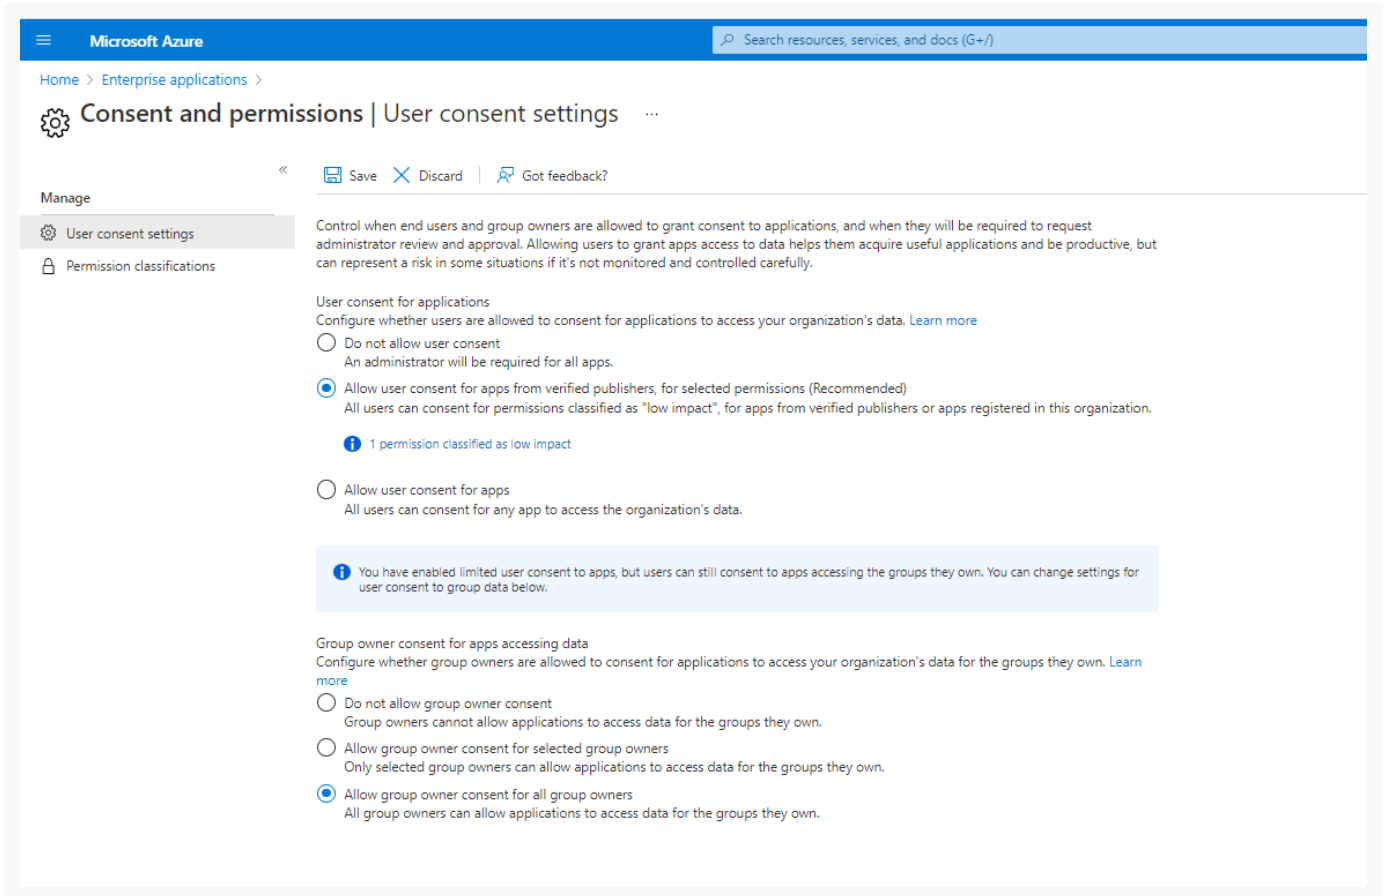 Microsoft Azure
Search resources, services, and docs (G+/)
Home > Enterprise applications >
Consent and permissions | User consent settings ...
«
Save Discard Got feedback?
Manage
User consent settings
Permission classifications
Control when end users and group owners are allowed to grant consent to applications, and when they will be required to request
administrator review and approval. Allowing users to grant apps access to data helps them acquire useful applications and be productive, but
can represent a risk in some situations if it's not monitored and controlled carefully.
User consent for applications
Configure whether users are allowed to consent for applications to access your organization's data. Learn more
Do not allow user consent
An administrator will be required for all apps.
Allow user consent for apps from verified publishers, for selected permissions (Recommended)
All users can consent for permissions classified as "low impact", for apps from verified publishers or apps registered in this organization.
1 permission classified as low impact
Allow user consent for apps
All users can consent for any app to access the organization's data.
You have enabled limited user consent to apps, but users can still consent to apps accessing the groups they own. You can change settings for
user consent to group data below.
Group owner consent for apps accessing data
Configure whether group owners are allowed to consent for applications to access your organization's data for the groups they own. Learn
more
Do not allow group owner consent
Group owners cannot allow applications to access data for the groups they own.
Allow group owner consent for selected group owners
Only selected group owners can allow applications to access data for the groups they own.
Allow group owner consent for all group owners
All group owners can allow applications to access data for the groups they own.